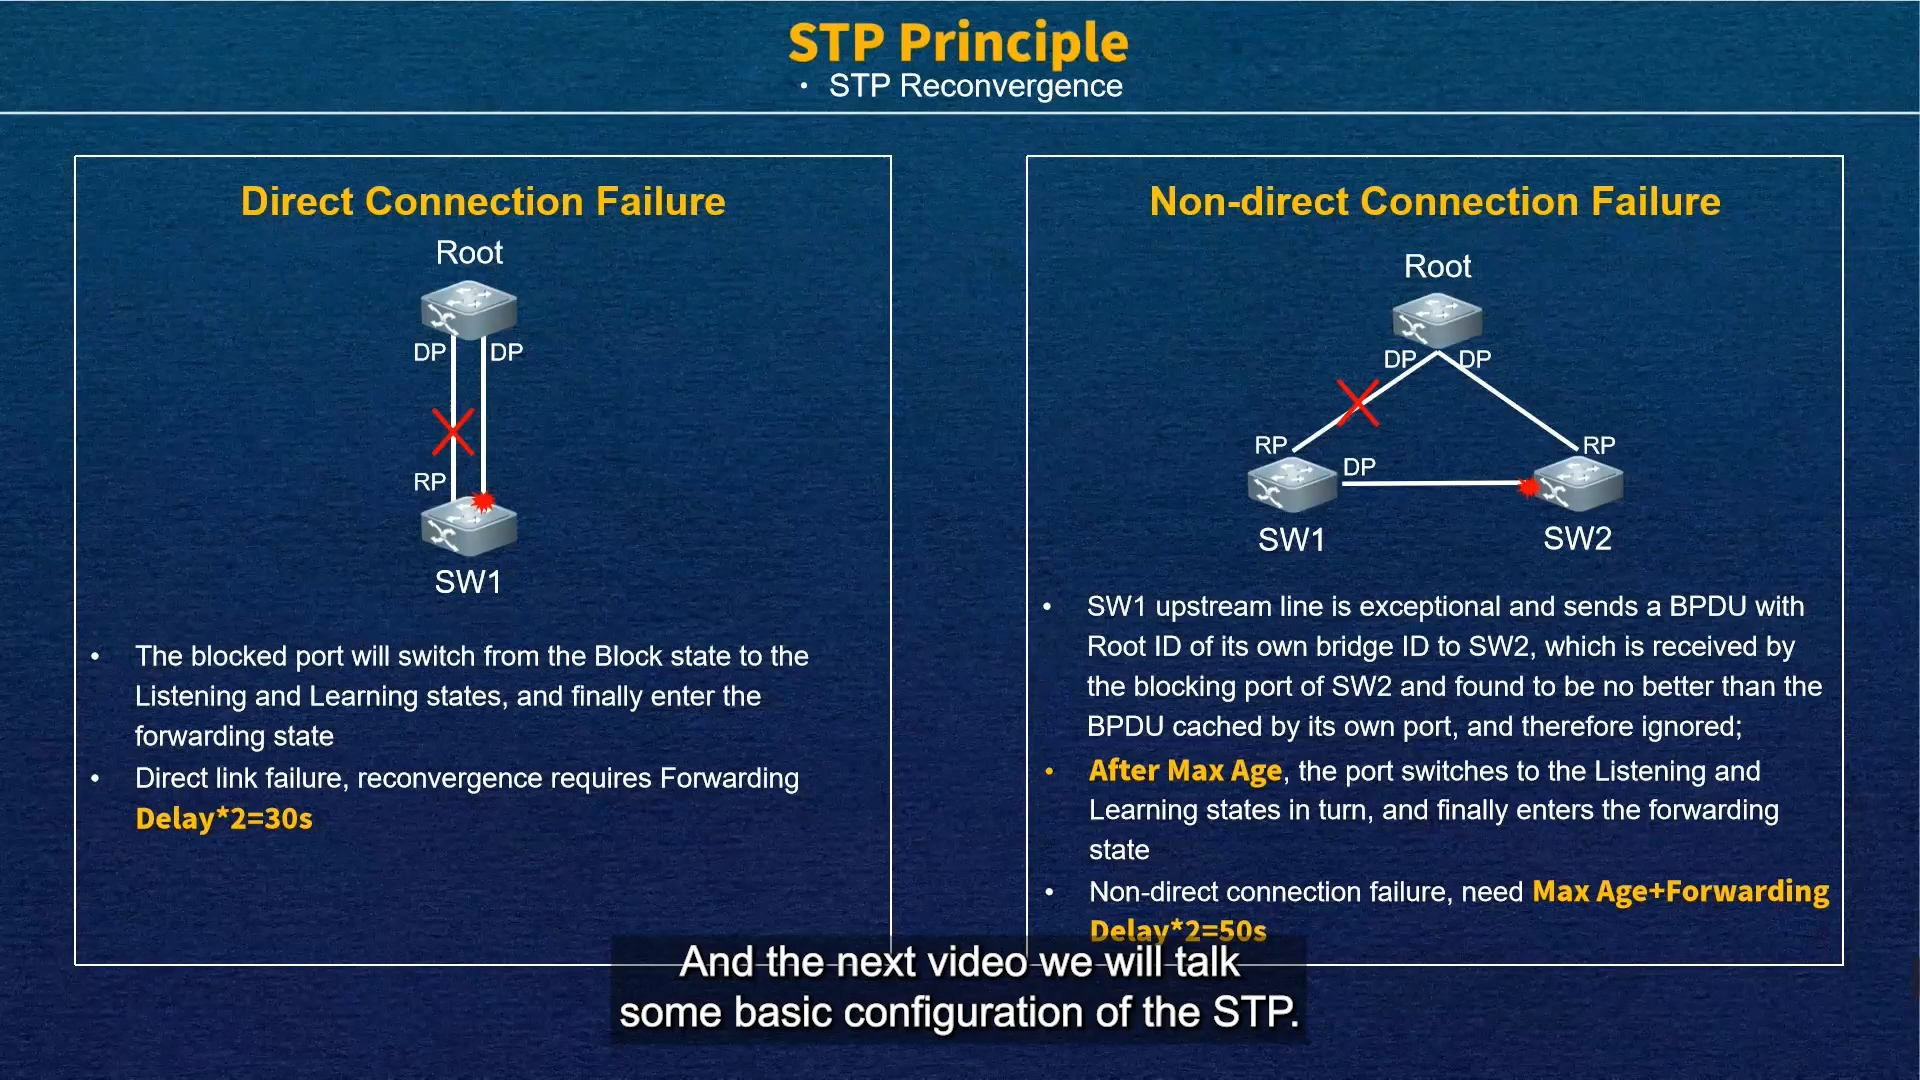 STP Principle
• STP Reconvergence
Direct Connection Failure
Root
DP DP
RP
SW1
• The blocked port will switch from the Block state to the
Listening and Learning states, and finally enter the
forwarding state
• Direct link failure, reconvergence requires Forwarding
Delay*2=30s
Non-direct Connection Failure
Root
DP DP
RP RP
DP
SW1 SW2
• SW1 upstream line is exceptional and sends a BPDU with
Root ID of its own bridge ID to SW2, which is received by
the blocking port of SW2 and found to be no better than the
BPDU cached by its own port, and therefore ignored;
• After Max Age, the port switches to the Listening and
Learning states in turn, and finally enters the forwarding
state
• Non-direct connection failure, need Max Age+Forwarding
Delay*2=50s
And the next video we will talk
some basic configuration of the STP.